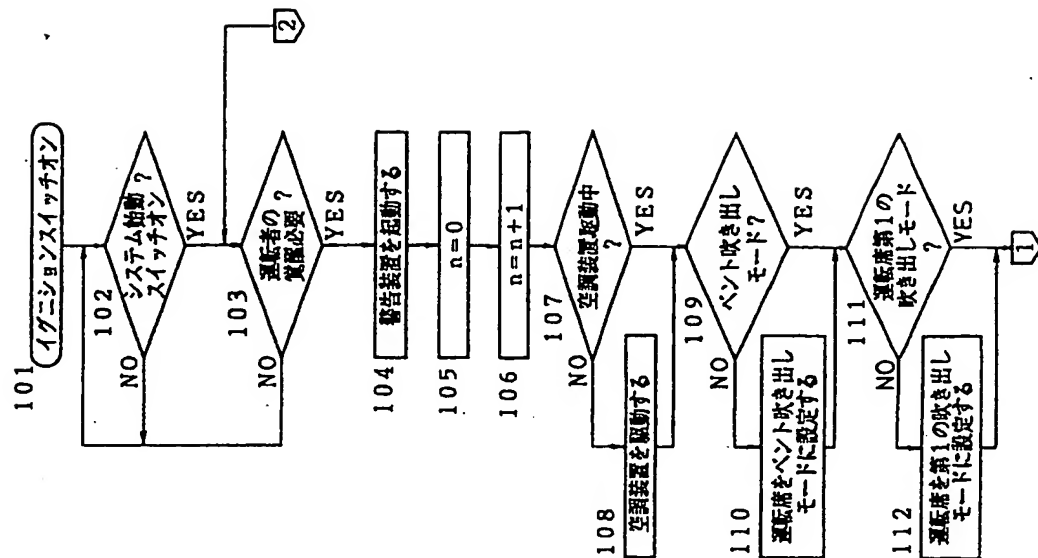 101
イグニションスイッチオン
102
システム始動
スイッチオン ?
NO
YES
2
103
運転者の
覚醒必要 ?
NO
YES
104
警告装置を起動する
105
n=0
106
n=n+1
107
空調装置駆動中
?
NO
YES
108
空調装置を駆動する
109
ベント吹き出し
モード?
NO
YES
110
運転席をベント吹き出し
モードに設定する
111
運転席第1の
吹き出しモード
?
NO
YES
112
運転席を第1の吹き出し
モードに設定する
1